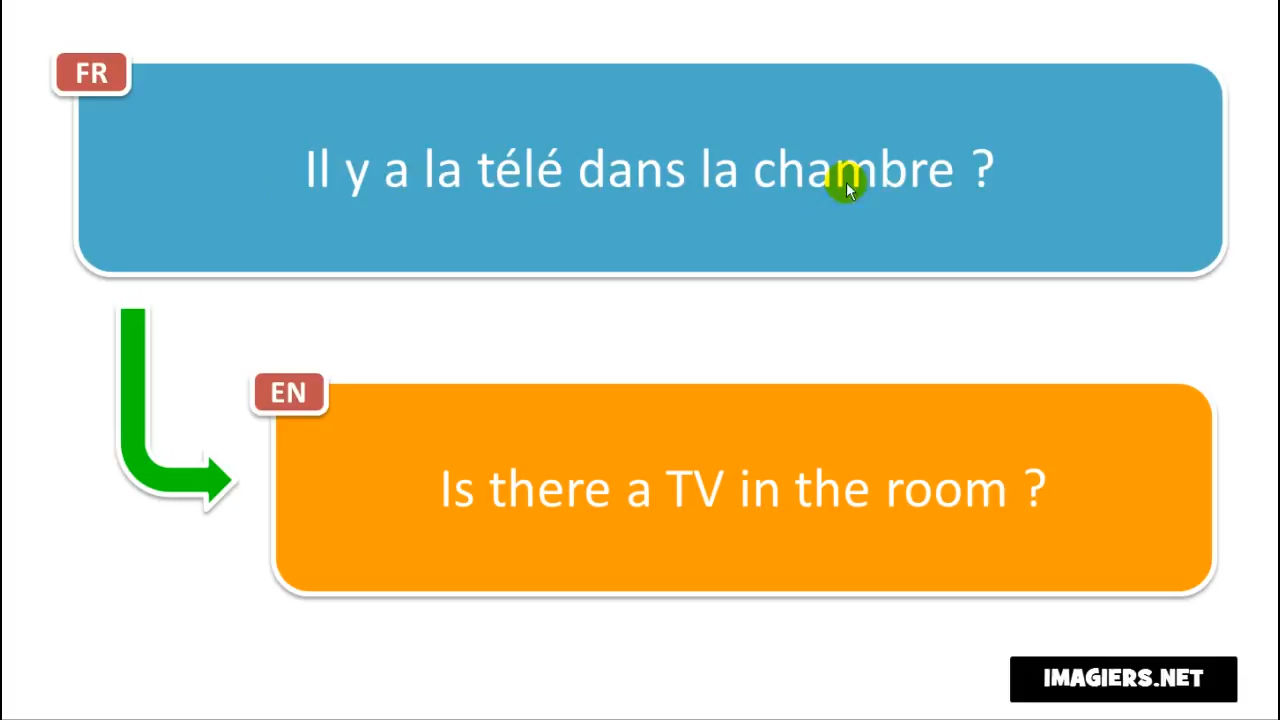 FR
Il y a la télé dans la chambre ?
EN
Is there a TV in the room ?
IMAGIERS.NET